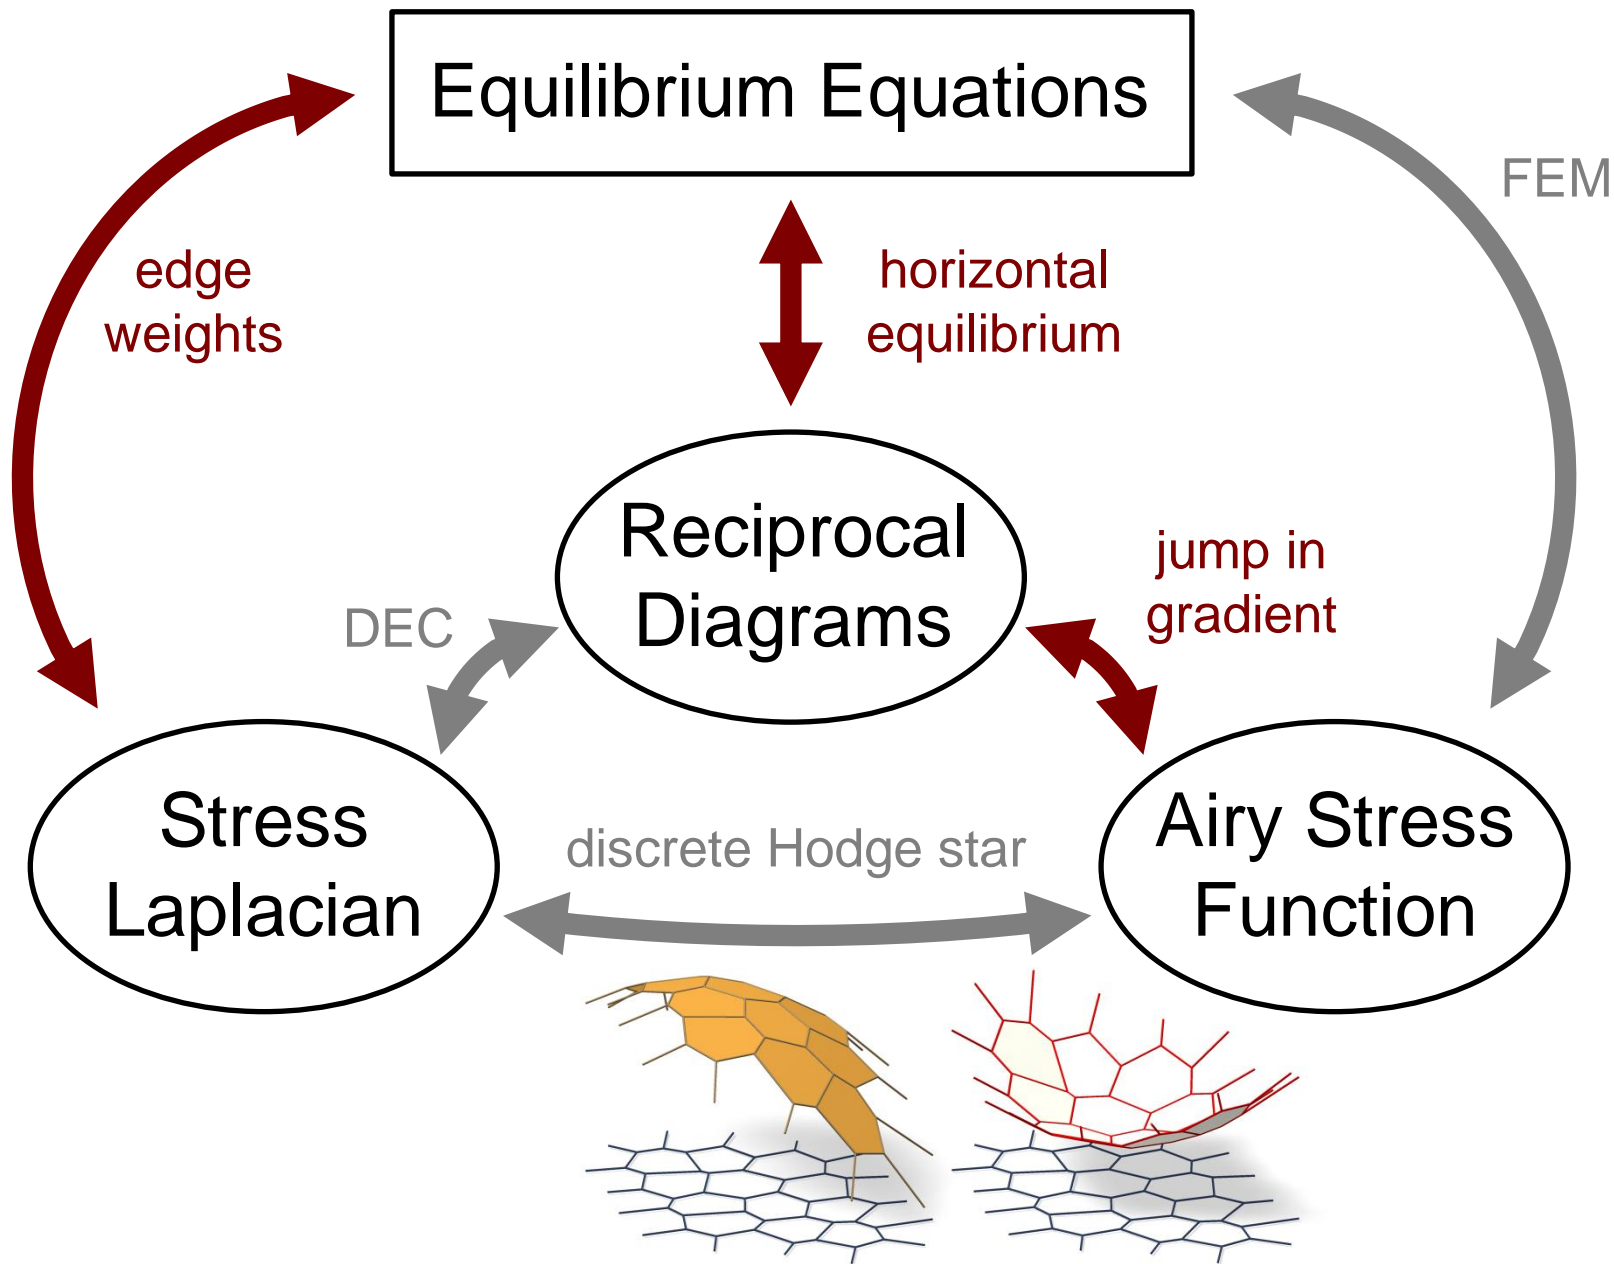 Equilibrium Equations
FEM
edge
weights
horizontal
equilibrium
Reciprocal
Diagrams
jump in
gradient
DEC
Stress
Laplacian
discrete Hodge star
Airy Stress
Function